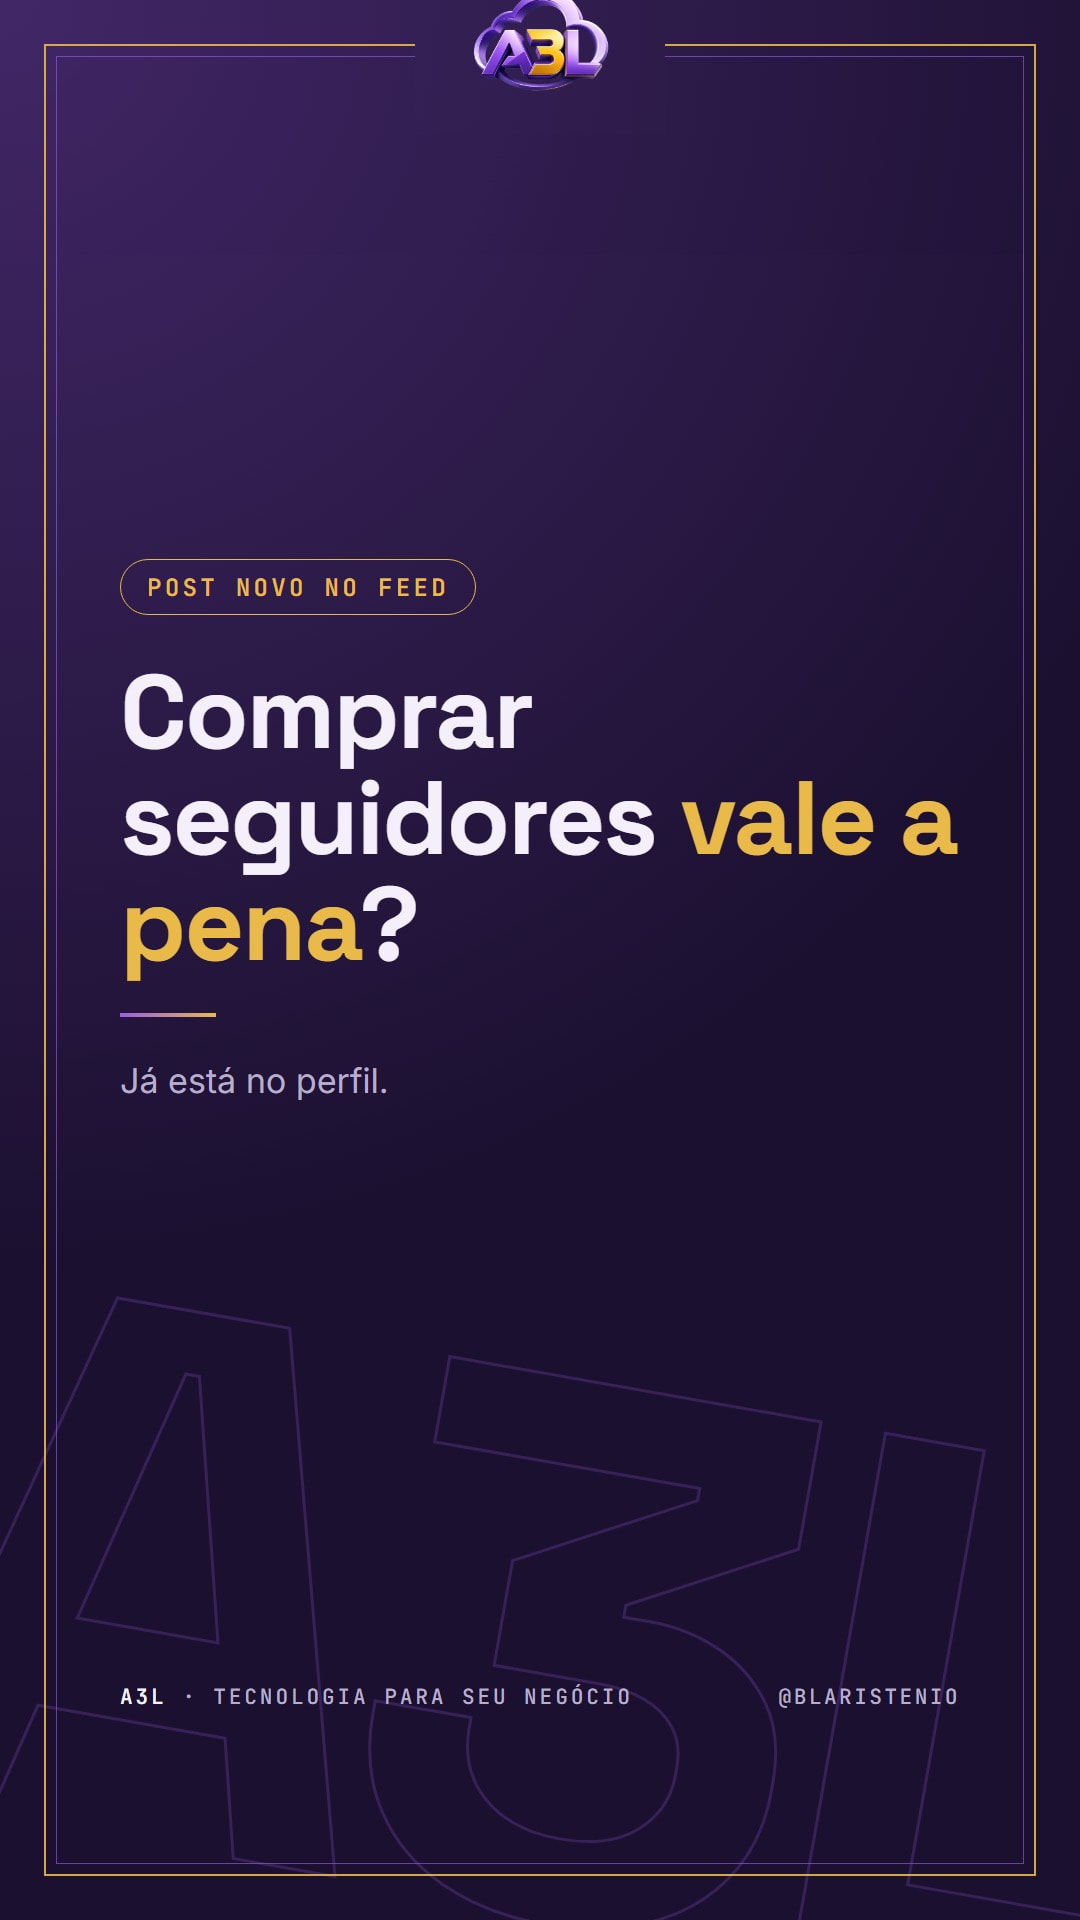 A3L
POST NOVO NO FEED
Comprar
seguidores vale a
pena?
Já está no perfil.
A3L
A3L · TECNOLOGIA PARA SEU NEGÓCIO @BLARISTENIO